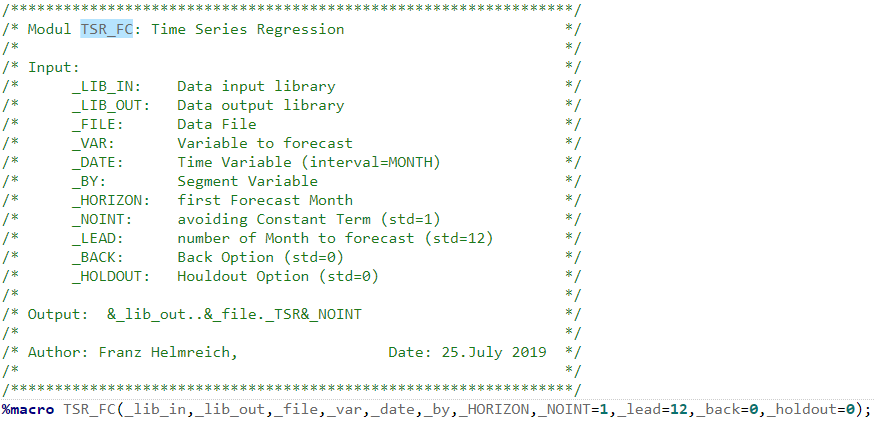 /****************************************************************/
/* Modul TSR_FC: Time Series Regression */
/* */
/* Input: */
/* _LIB_IN: Data input library */
/* _LIB_OUT: Data output library */
/* _FILE: Data File */
/* _VAR: Variable to forecast */
/* _DATE: Time Variable (interval=MONTH) */
/* _BY: Segment Variable */
/* _HORIZON: first Forecast Month */
/* _NOINT: avoiding Constant Term (std=1) */
/* _LEAD: number of Month to forecast (std=12) */
/* _BACK: Back Option (std=0) */
/* _HOLDOUT: Houldout Option (std=0) */
/* */
/* Output: &_lib_out..&_file._TSR&_NOINT */
/* */
/* Author: Franz Helmreich, Date: 25.July 2019 */
/* */
/****************************************************************/
%macro TSR_FC(_lib_in,_lib_out,_file,_var,_date,_by,_HORIZON,_NOINT=1,_lead=12,_back=0,_holdout=0);